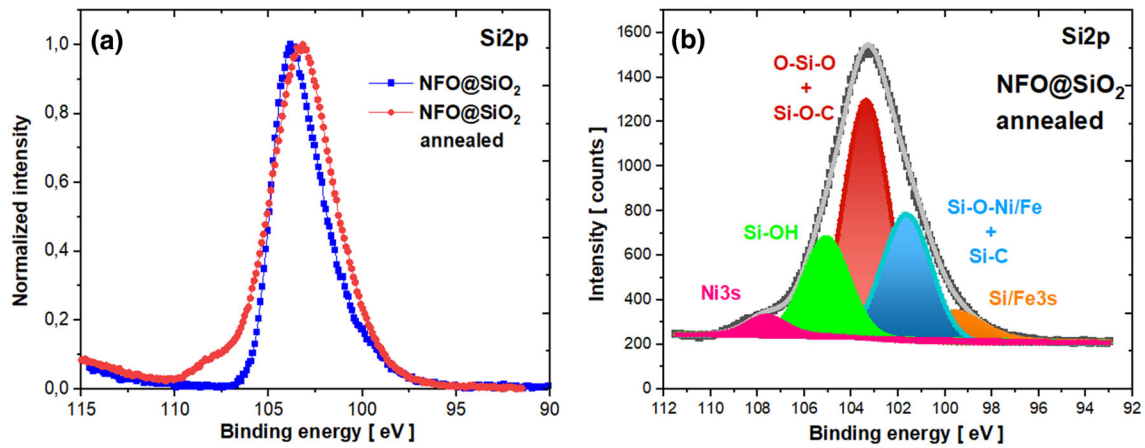 (a)
Si2p
NFO@SiO₂
NFO@SiO₂
annealed
Normalized intensity
1,0
0,8
0,6
0,4
0,2
0,0
115 110 105 100 95 90
Binding energy [ eV]
(b)
Si2p
NFO@SiO₂
annealed
O-Si-O
+
Si-O-C
Si-O-Ni/Fe
+
Si-C
Si-OH
Ni3s
Si/Fe3s
Intensity [ counts]
1600
1400
1200
1000
800
600
400
200
0
112 110 108 106 104 102 100 98 96 94 92
Binding energy [ eV]